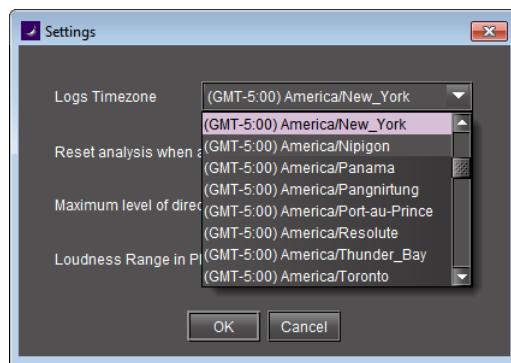 Settings
Logs Timezone
(GMT-5:00) America/New_York
(GMT-5:00) America/New_York
(GMT-5:00) America/Nipigon
Reset analysis when a
(GMT-5:00) America/Panama
(GMT-5:00) America/Pangnirtung
Maximum level of direc
(GMT-5:00) America/Port-au-Prince
(GMT-5:00) America/Resolute
Loudness Range in Pl
(GMT-5:00) America/Thunder_Bay
(GMT-5:00) America/Toronto
OK
Cancel